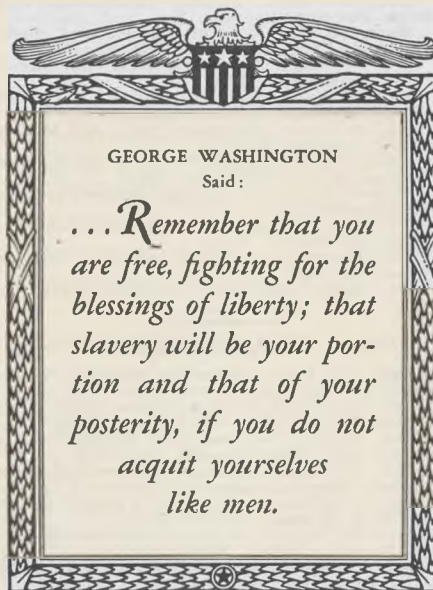 GEORGE WASHINGTON
Said:
...Remember that you
are free, fighting for the
blessings of liberty; that
slavery will be your por-
tion and that of your
posterity, if you do not
acquit yourselves
like men.